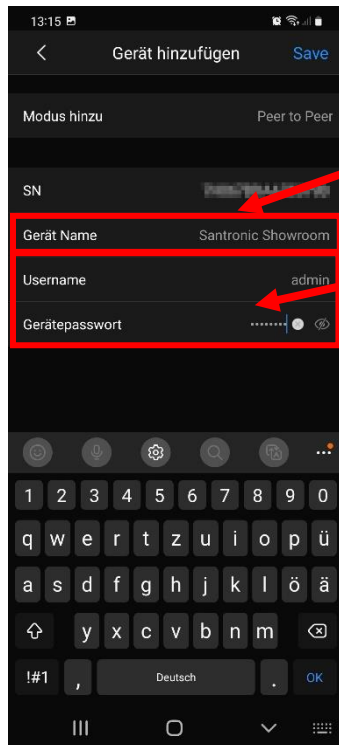 13:15
Gerät hinzufügen Save
Modus hinzu Peer to Peer
SN
Gerät Name Santronic Showroom
Username admin
Gerätepasswort ········
1 2 3 4 5 6 7 8 9 0
q w e r t z u i o p ü
a s d f g h j k l ö ä
y x c v b n m
!#1 , Deutsch . OK